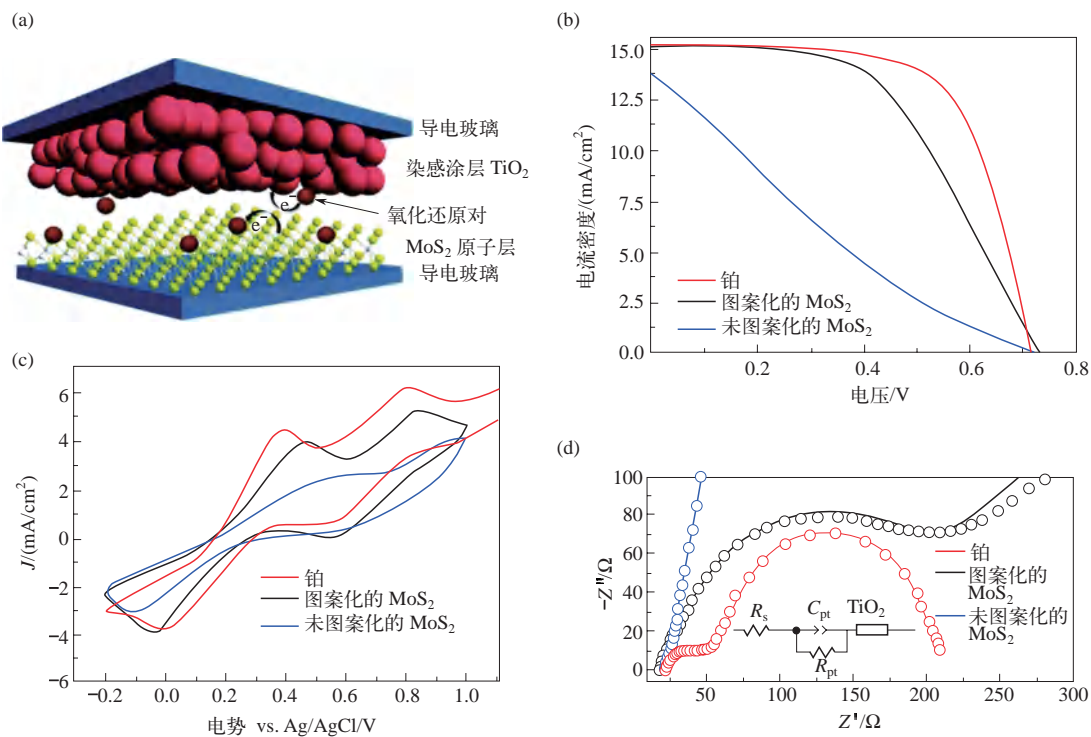 (a)
导电玻璃
染感涂层 TiO₂
e⁻
氧化还原对
e⁻
MoS₂ 原子层
导电玻璃
(b)
电流密度/(mA/cm²)
15.0
12.5
10.0
7.5
5.0
2.5
0.0
0.2
0.4
0.6
0.8
电压/V
铂
图案化的 MoS₂
未图案化的 MoS₂
(c)
J/(mA/cm²)
6
4
2
0
−2
−4
−6
−0.2
0.0
0.2
0.4
0.6
0.8
1.0
电势 vs. Ag/AgCl/V
铂
图案化的 MoS₂
未图案化的 MoS₂
(d)
−Z"/Ω
100
80
60
40
20
0
50
100
150
200
250
300
Z'/Ω
铂
图案化的
MoS₂
未图案化的
MoS₂
Rₛ
Cpt
TiO₂
Rpt